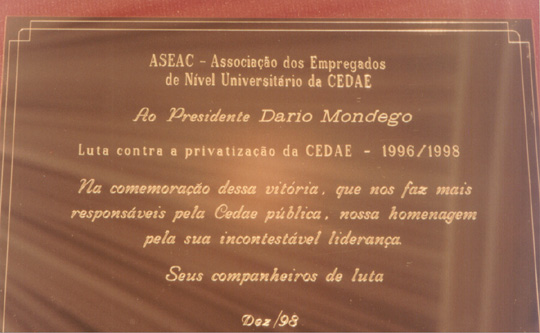 ASEAC - Associação dos Empregados
de Nível Universitário da CEDAE
Ao Presidente Dario Mondego
Luta contra a privatização da CEDAE - 1996/1998
Na comemoração dessa vitória, que nos faz mais
responsáveis pela Cedae pública, nossa homenagem
pela sua incontestável liderança.
Seus companheiros de luta
Dez/98